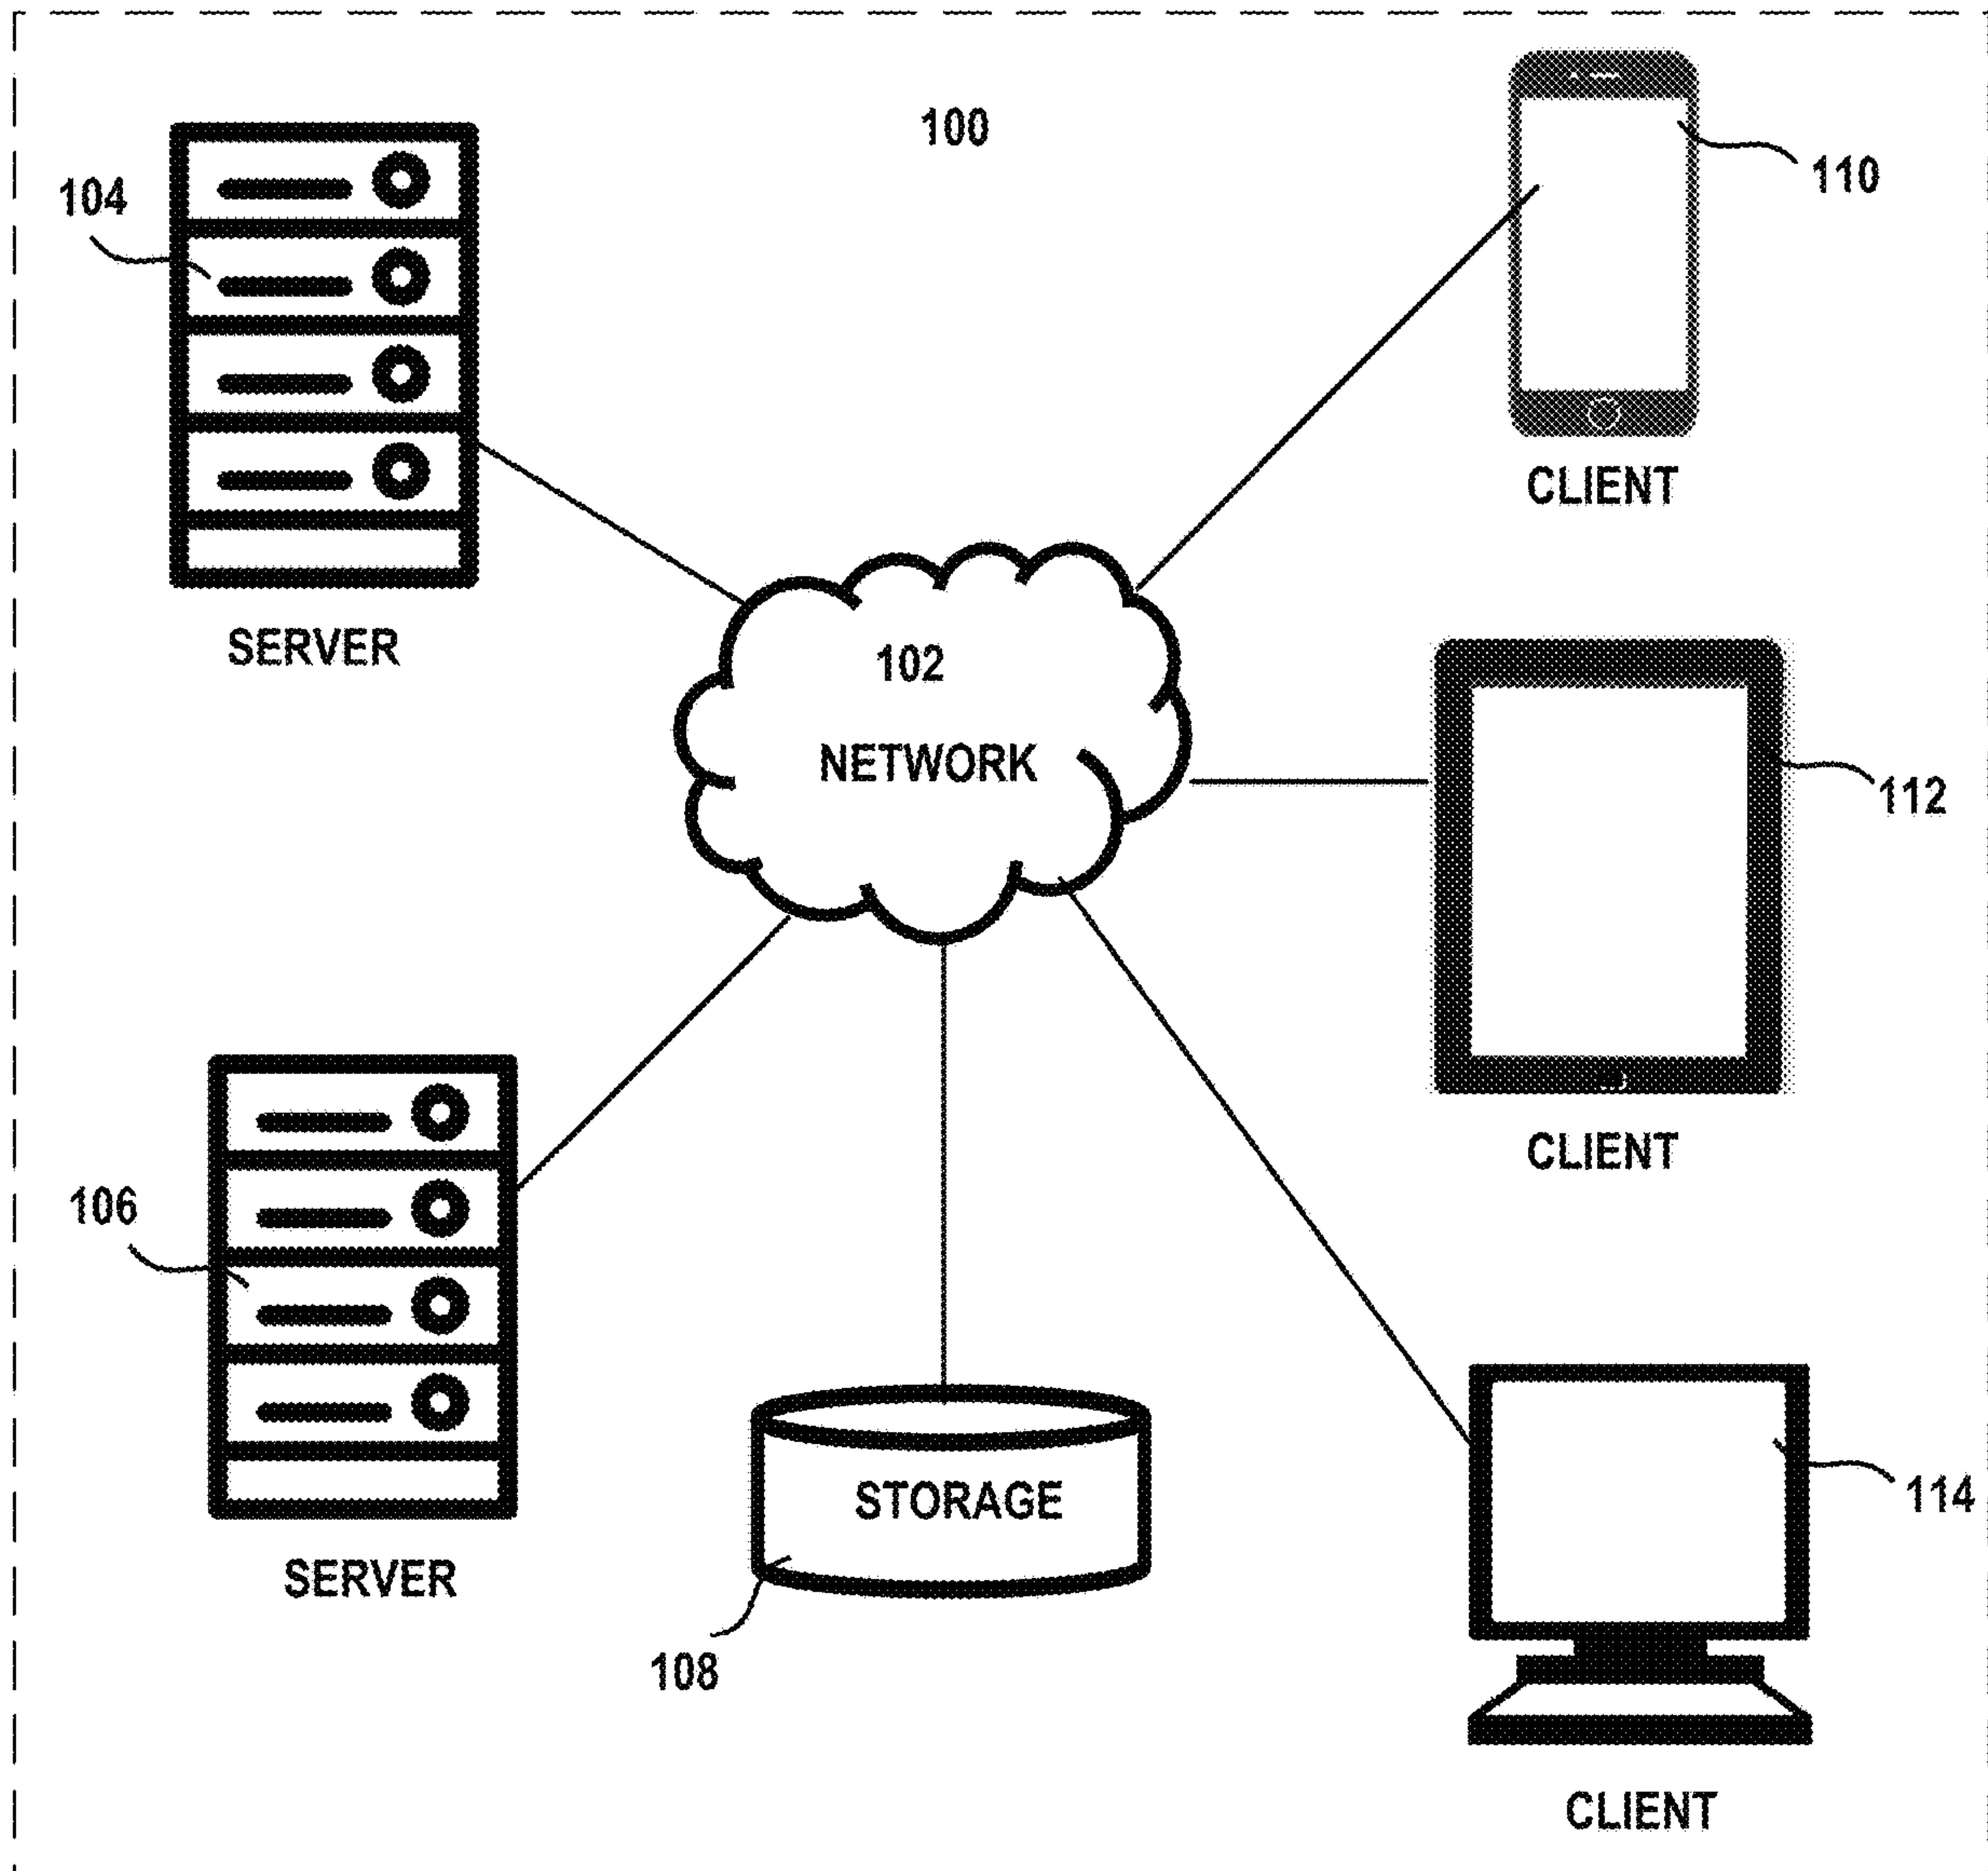 100
110
104
CLIENT
SERVER
102
NETWORK
112
CLIENT
106
STORAGE
114
SERVER
108
CLIENT